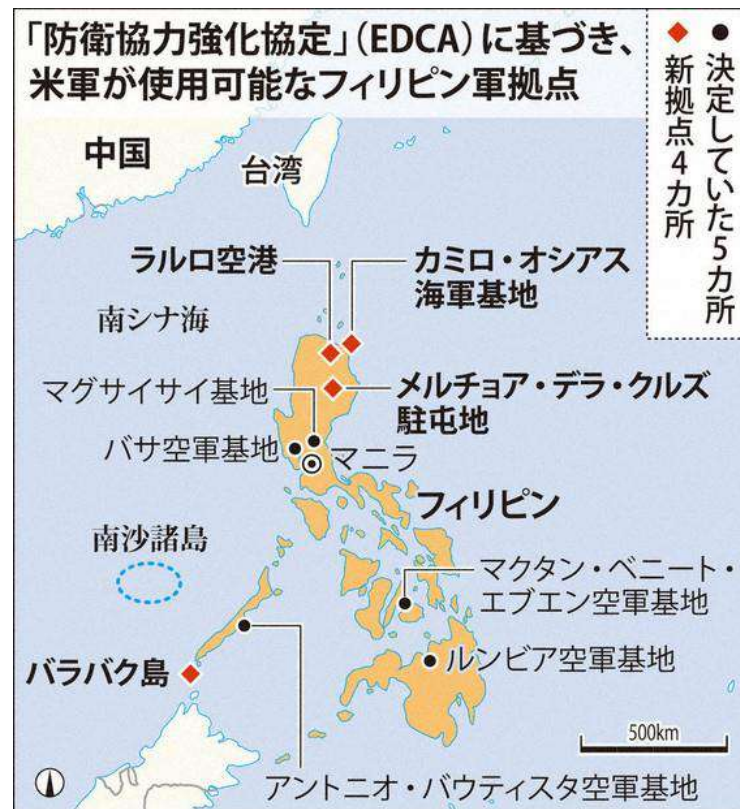 「防衛協力強化協定」(EDCA)に基づき、
米軍が使用可能なフィリピン軍拠点
●決定していた5カ所
◆新拠点4カ所
中国
台湾
ラルロ空港
カミロ・オシアス
海軍基地
南シナ海
マグサイサイ基地
メルチョア・デラ・クルズ
駐屯地
バサ空軍基地
マニラ
フィリピン
南沙諸島
マクタン・ベニート・
エブエン空軍基地
ルンビア空軍基地
バラバク島
500km
アントニオ・バウティスタ空軍基地